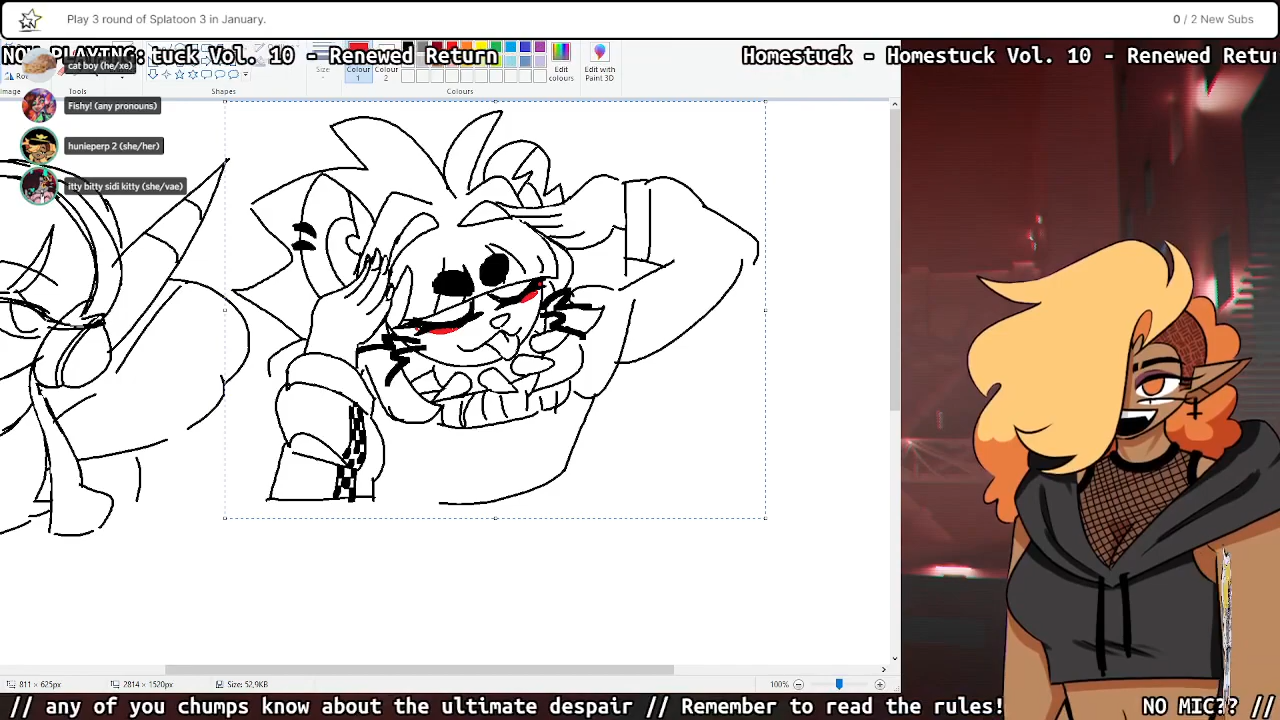 Play 3 round of Splatoon 3 in January.
0 / 2 New Subs
NOW PLAYING: tuck Vol. 10 - Renewed Return
Homestuck - Homestuck Vol. 10 - Renewed Retur
cat boy (he/xe)
Fishy! (any pronouns)
hunieperp 2 (she/her)
itty bitty sidi kitty (she/vae)
Image
Tools
Shapes
Size
Colour
1
Colour
2
Edit
colours
Edit with
Paint 3D
Colours
811 × 625px
2814 × 1520px
Size: 52,9KB
100%
// any of you chumps know about the ultimate despair // Remember to read the rules!
NO MIC?? //